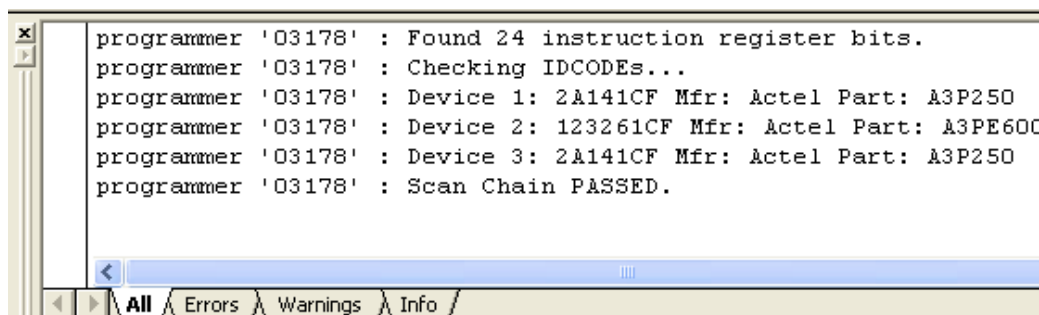 programmer '03178' : Found 24 instruction register bits.
programmer '03178' : Checking IDCODEs...
programmer '03178' : Device 1: 2A141CF Mfr: Actel Part: A3P250
programmer '03178' : Device 2: 123261CF Mfr: Actel Part: A3PE600
programmer '03178' : Device 3: 2A141CF Mfr: Actel Part: A3P250
programmer '03178' : Scan Chain PASSED.
All Errors Warnings Info